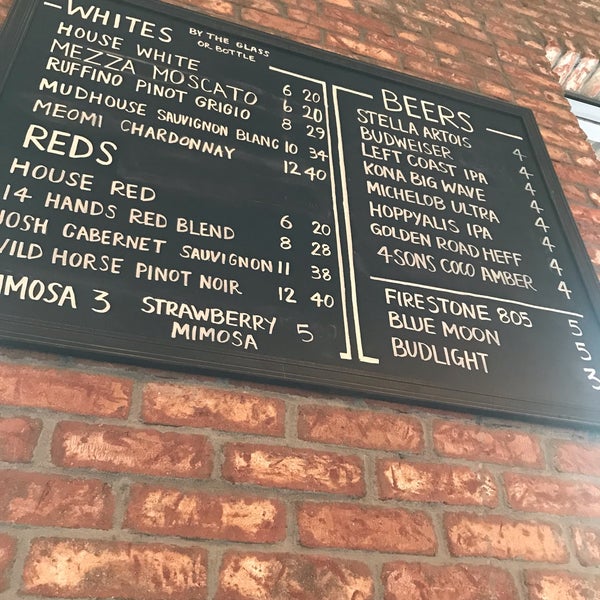 WHITES BY THE GLASS
OR BOTTLE
HOUSE WHITE 6 20
MEZZA MOSCATO 6 20
RUFFINO PINOT GRIGIO 8 29
MUDHOUSE SAUVIGNON BLANC 10 34
MEOMI CHARDONNAY 12 40
REDS
HOUSE RED 6 20
14 HANDS RED BLEND 8 28
JOSH CABERNET SAUVIGNON 11 38
WILD HORSE PINOT NOIR 12 40
MIMOSA 3 STRAWBERRY MIMOSA 5
BEERS
STELLA ARTOIS 4
BUDWEISER 4
LEFT COAST IPA 4
KONA BIG WAVE 4
MICHELOB ULTRA 4
HOPPYALIS IPA 4
GOLDEN ROAD HEFF 4
4 SONS COCO AMBER 4
FIRESTONE 805 5
BLUE MOON 5
BUDLIGHT 3